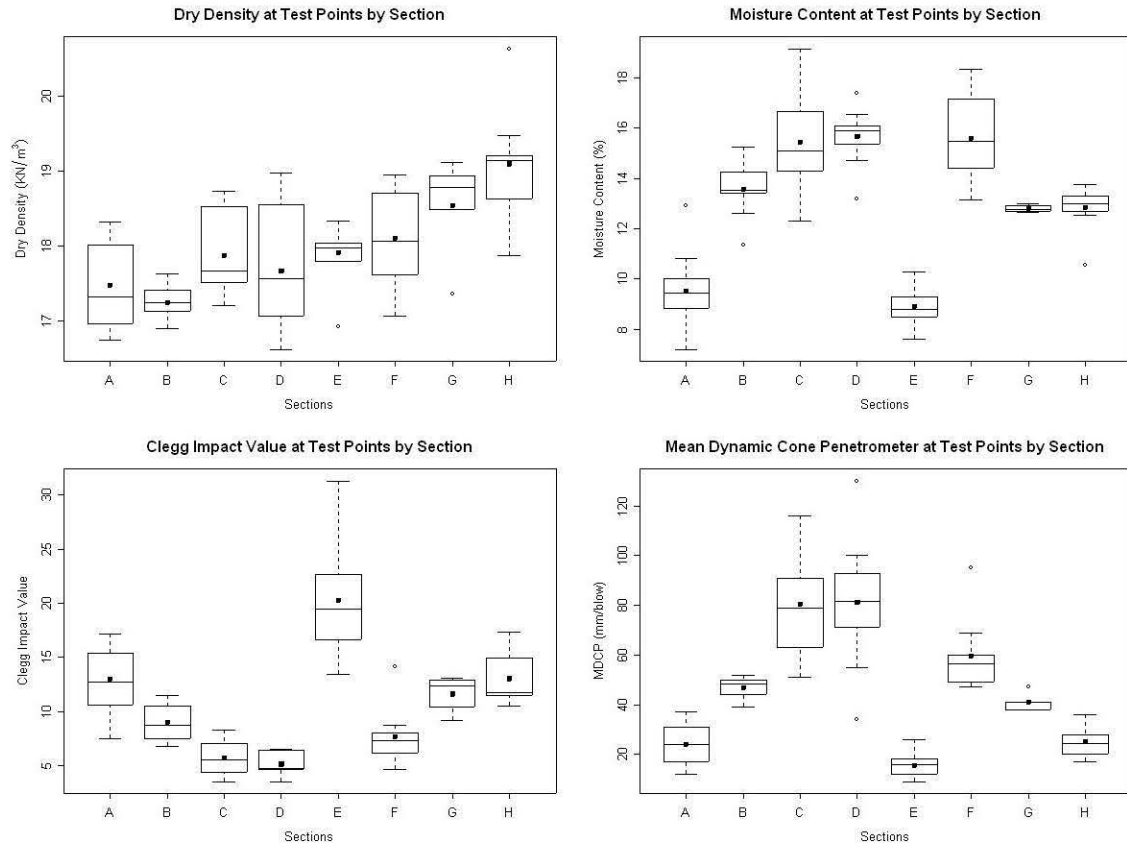 Dry Density at Test Points by Section
Dry Density (KN/m³)
20
19
18
17
A B C D E F G H
Sections
Moisture Content at Test Points by Section
Moisture Content (%)
18
16
14
12
10
8
A B C D E F G H
Sections
Clegg Impact Value at Test Points by Section
Clegg Impact Value
30
25
20
15
10
5
A B C D E F G H
Sections
Mean Dynamic Cone Penetrometer at Test Points by Section
MDCP (mm/blow)
120
100
80
60
40
20
A B C D E F G H
Sections